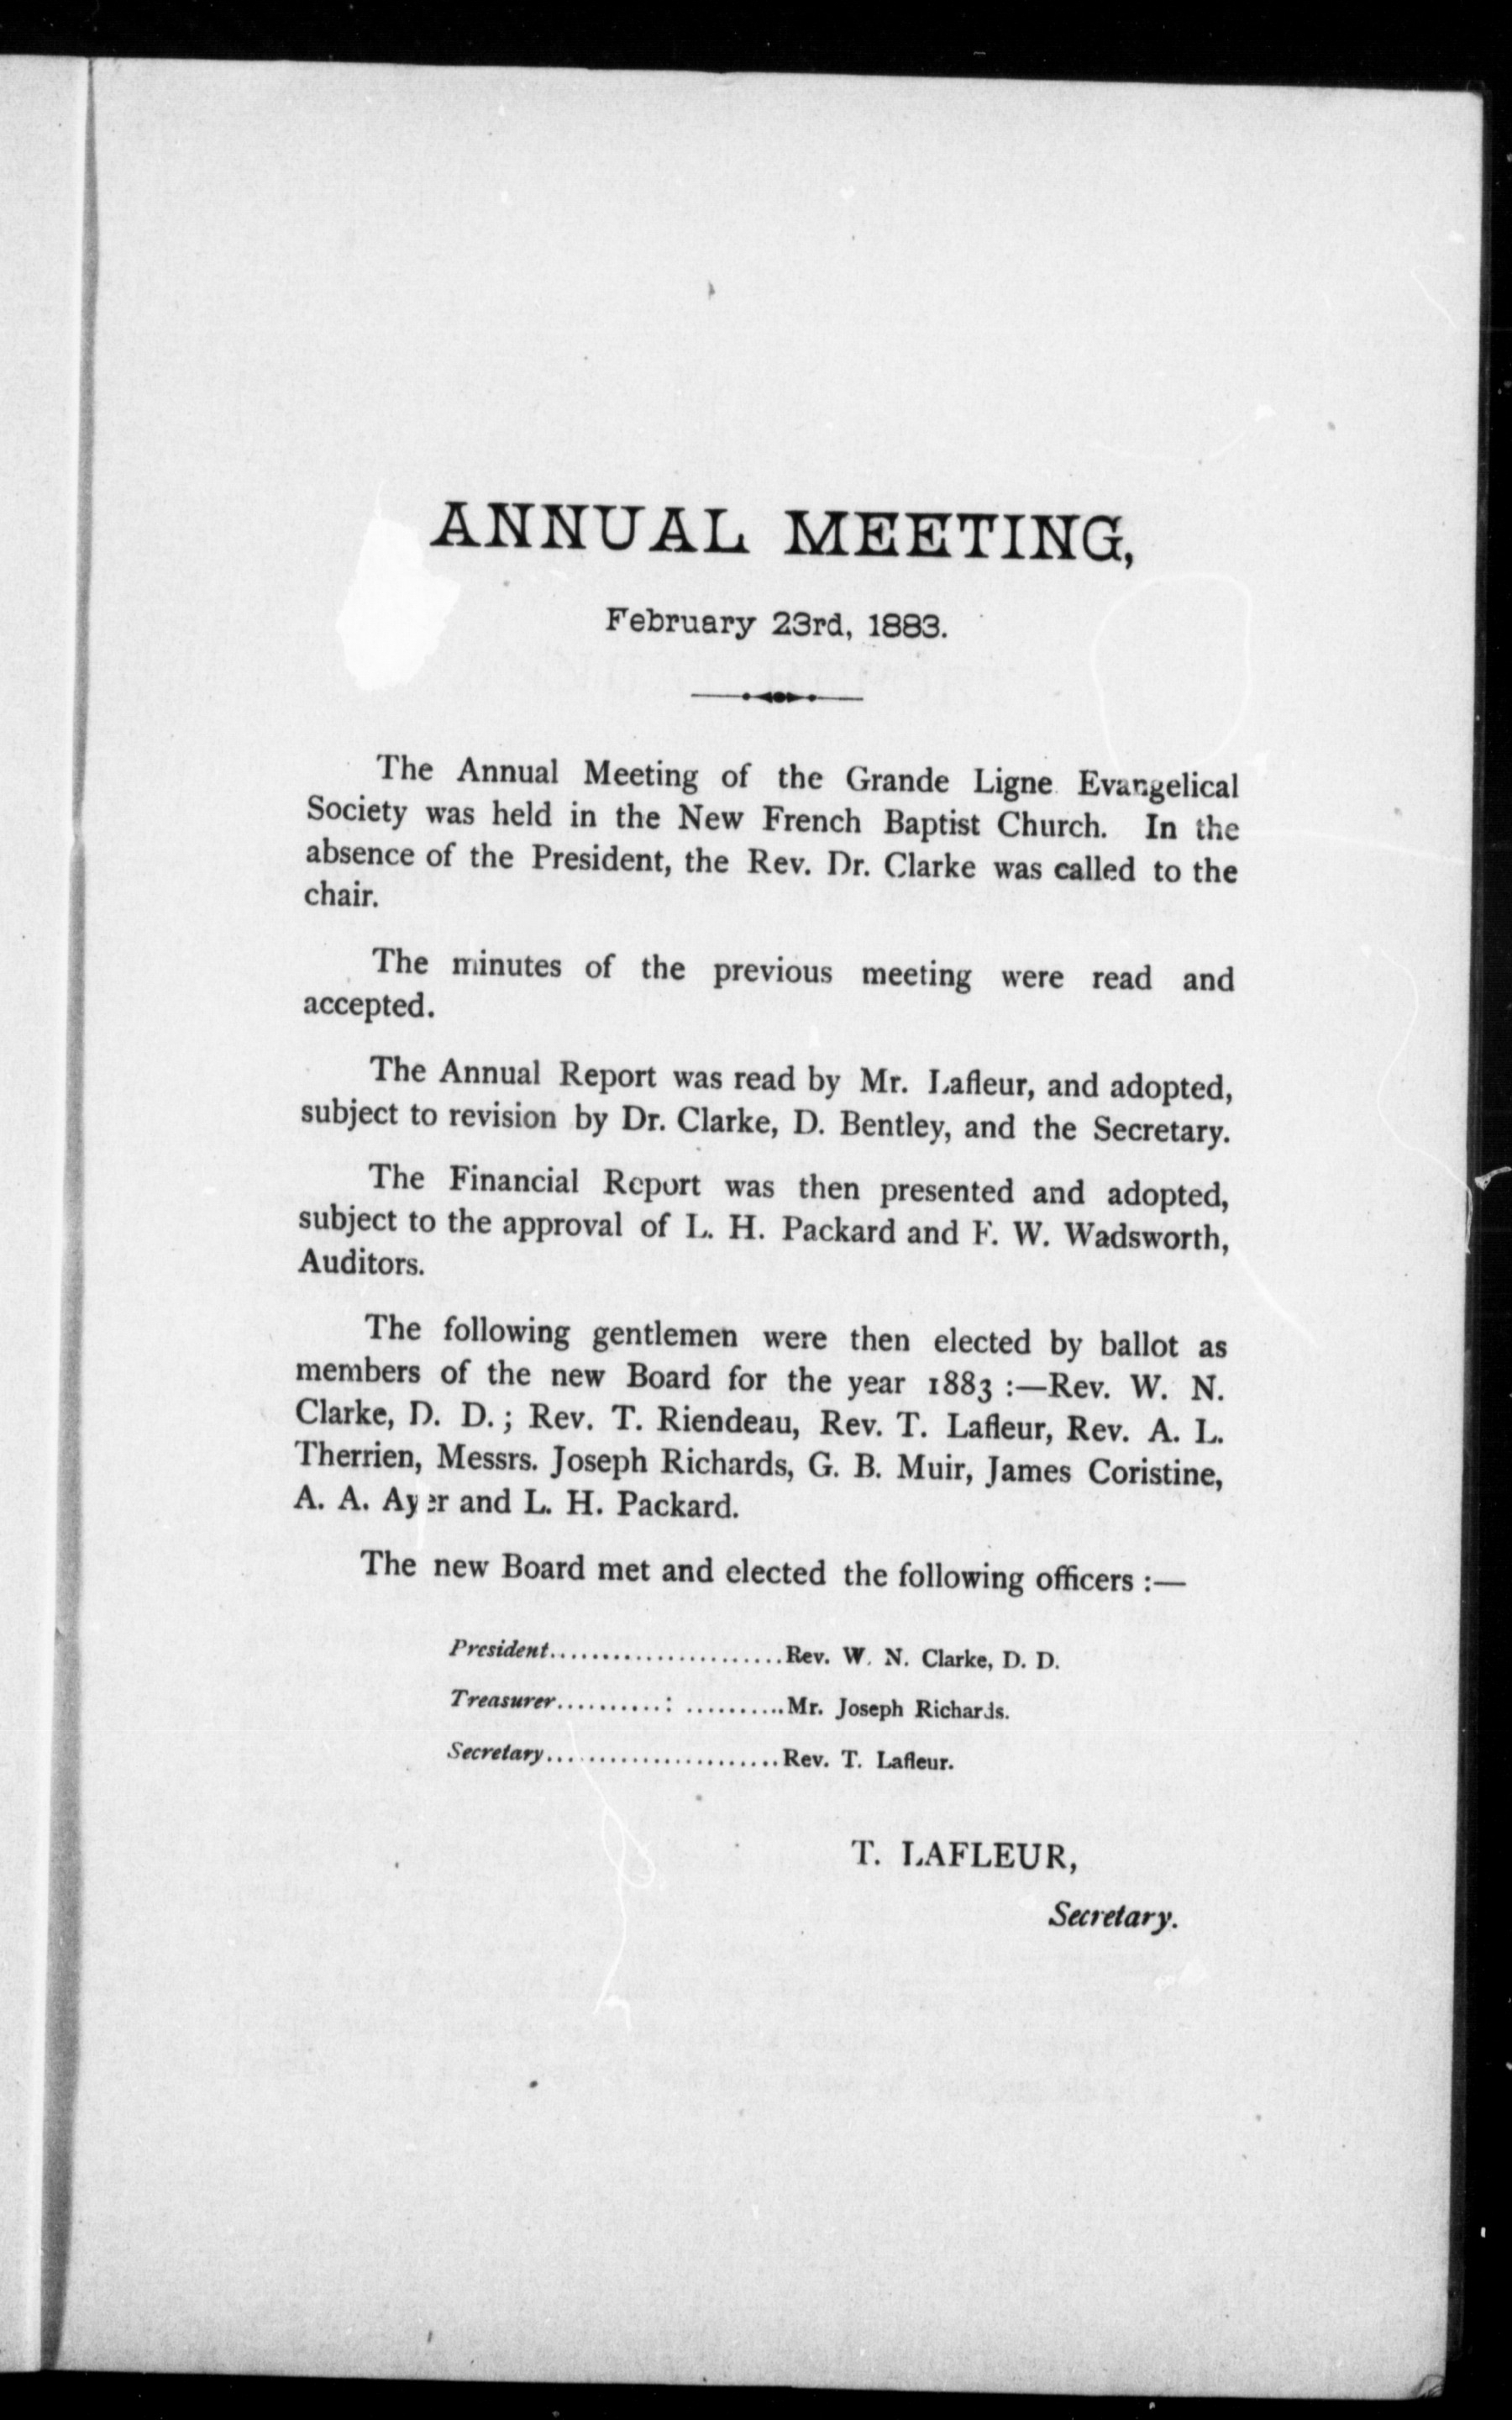 ANNUAL MEETING,
February 23rd, 1883.
The Annual Meeting of the Grande Ligne Evangelical
Society was held in the New French Baptist Church. In the
absence of the President, the Rev. Dr. Clarke was called to the
chair.
The minutes of the previous meeting were read and
accepted.
The Annual Report was read by Mr. Lafleur, and adopted,
subject to revision by Dr. Clarke, D. Bentley, and the Secretary.
The Financial Report was then presented and adopted,
subject to the approval of L. H. Packard and F. W. Wadsworth,
Auditors.
The following gentlemen were then elected by ballot as
members of the new Board for the year 1883 :—Rev. W. N.
Clarke, D. D. ; Rev. T. Riendeau, Rev. T. Lafleur, Rev. A. L.
Therrien, Messrs. Joseph Richards, G. B. Muir, James Coristine,
A. A. Ayer and L. H. Packard.
The new Board met and elected the following officers :—
President.......................Rev. W. N. Clarke, D. D.
Treasurer..........: ..........Mr. Joseph Richards.
Secretary.......................Rev. T. Lafleur.
T. LAFLEUR,
Secretary.